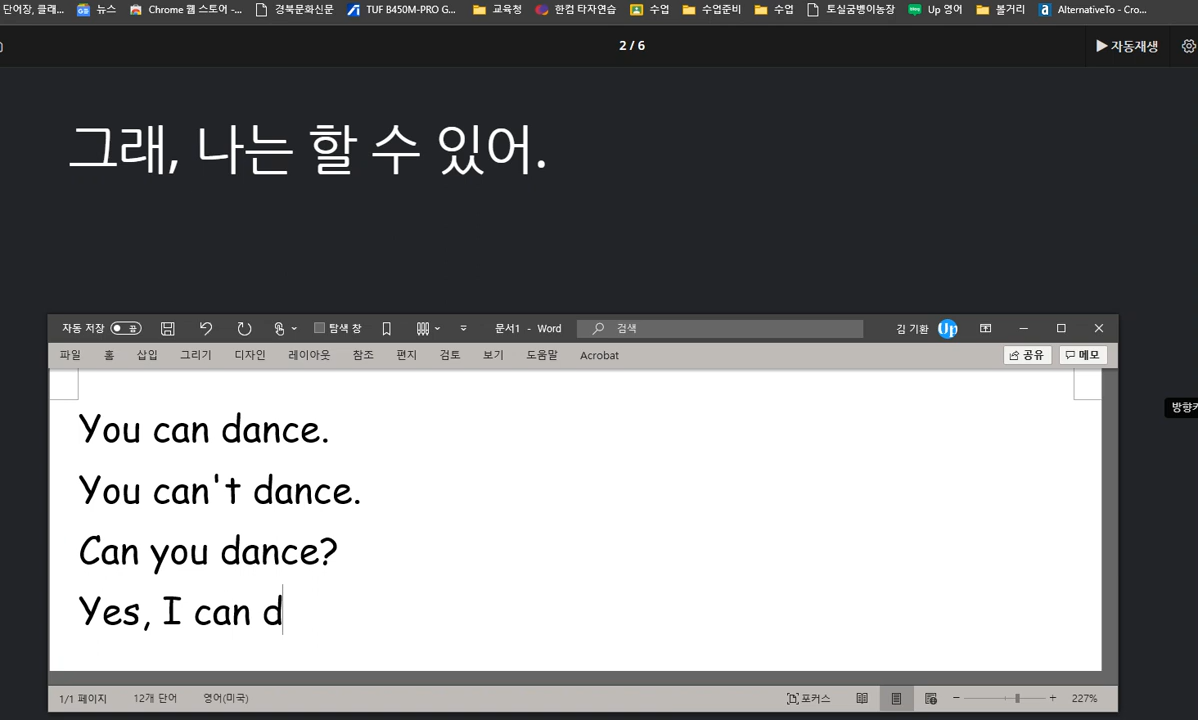 단어장, 클래... 뉴스 Chrome 웹 스토어 -... 경북문화신문 TUF B450M-PRO G... 교육청 한컴 타자연습 수업 수업준비 수업 토실굼벵이농장 Up 영어 볼거리 AlternativeTo - Cro...
2 / 6 자동재생
그래, 나는 할 수 있어.
자동 저장 끔 탐색 창 문서1 - Word 검색 김 기환 Up
파일 홈 삽입 그리기 디자인 레이아웃 참조 편지 검토 보기 도움말 Acrobat 공유 메모
방향키
You can dance.
You can't dance.
Can you dance?
Yes, I can d
1/1 페이지 12개 단어 영어(미국) 포커스 227%